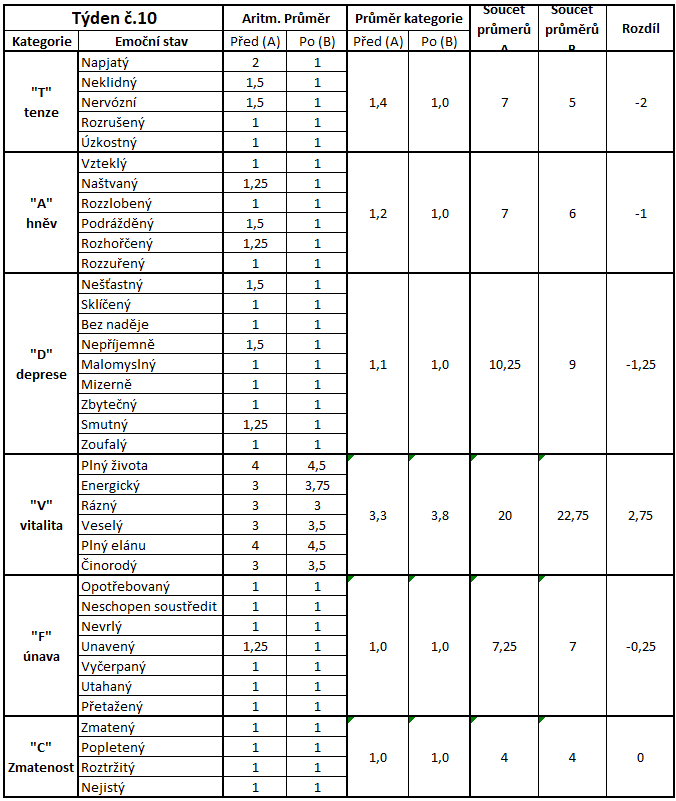 Týden č.10 Aritm. Průměr Průměr kategorie Součet průměrů A Součet průměrů B Rozdíl
Kategorie Emoční stav Před (A) Po (B) Před (A) Po (B)
"T" tenze 1,4 1,0 7 5 -2
Napjatý 2 1
Neklidný 1,5 1
Nervózní 1,5 1
Rozrušený 1 1
Úzkostný 1 1
"A" hněv 1,2 1,0 7 6 -1
Vzteklý 1 1
Naštvaný 1,25 1
Rozzlobený 1 1
Podrážděný 1,5 1
Rozhořčený 1,25 1
Rozzuřený 1 1
"D" deprese 1,1 1,0 10,25 9 -1,25
Nešťastný 1,5 1
Sklíčený 1 1
Bez naděje 1 1
Nepříjemně 1,5 1
Malomyslný 1 1
Mizerně 1 1
Zbytečný 1 1
Smutný 1,25 1
Zoufalý 1 1
"V" vitalita 3,3 3,8 20 22,75 2,75
Plný života 4 4,5
Energický 3 3,75
Rázný 3 3
Veselý 3 3,5
Plný elánu 4 4,5
Činorodý 3 3,5
"F" únava 1,0 1,0 7,25 7 -0,25
Opotřebovaný 1 1
Neschopen soustředit 1 1
Nevrlý 1 1
Unavený 1,25 1
Vyčerpaný 1 1
Utahaný 1 1
Přetažený 1 1
"C" Zmatenost 1,0 1,0 4 4 0
Zmatený 1 1
Popletený 1 1
Roztržitý 1 1
Nejistý 1 1